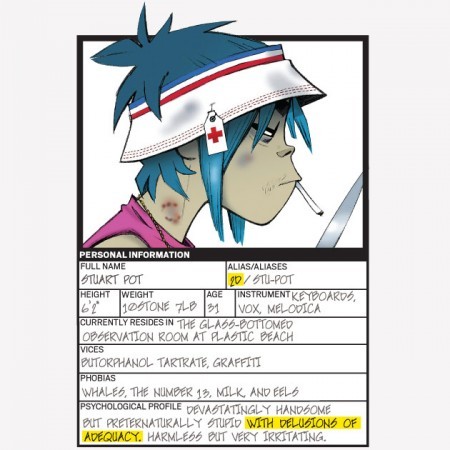 PERSONAL INFORMATION
FULL NAME
STUART POT
ALIAS/ALIASES
2D / STU-POT
HEIGHT
6'2"
WEIGHT
10STONE 7LB
AGE
31
INSTRUMENT KEYBOARDS,
VOX, MELODICA
CURRENTLY RESIDES IN THE GLASS-BOTTOMED
OBSERVATION ROOM AT PLASTIC BEACH
VICES
BUTORPHANOL TARTRATE, GRAFFITI
PHOBIAS
WHALES, THE NUMBER 13, MILK, AND EELS
PSYCHOLOGICAL PROFILE DEVASTATINGLY HANDSOME
BUT PRETERNATURALLY STUPID WITH DELUSIONS OF
ADEQUACY. HARMLESS BUT VERY IRRITATING.